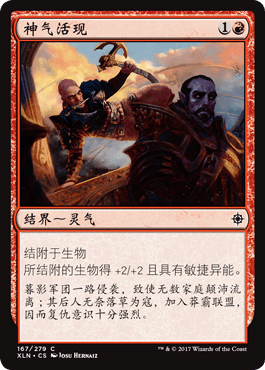 神气活现 1
结界～灵气
结附于生物
所结附的生物得 +2/+2 且具有敏捷异能。
暮影军团一路侵袭，致使无数家庭颠沛流
离；其后人无奈落草为寇，加入莽霸联盟，
因而复仇意识十分强烈。
167/279 C
XLN • CS JOSU HERNAIZ
™ & © 2017 Wizards of the Coast